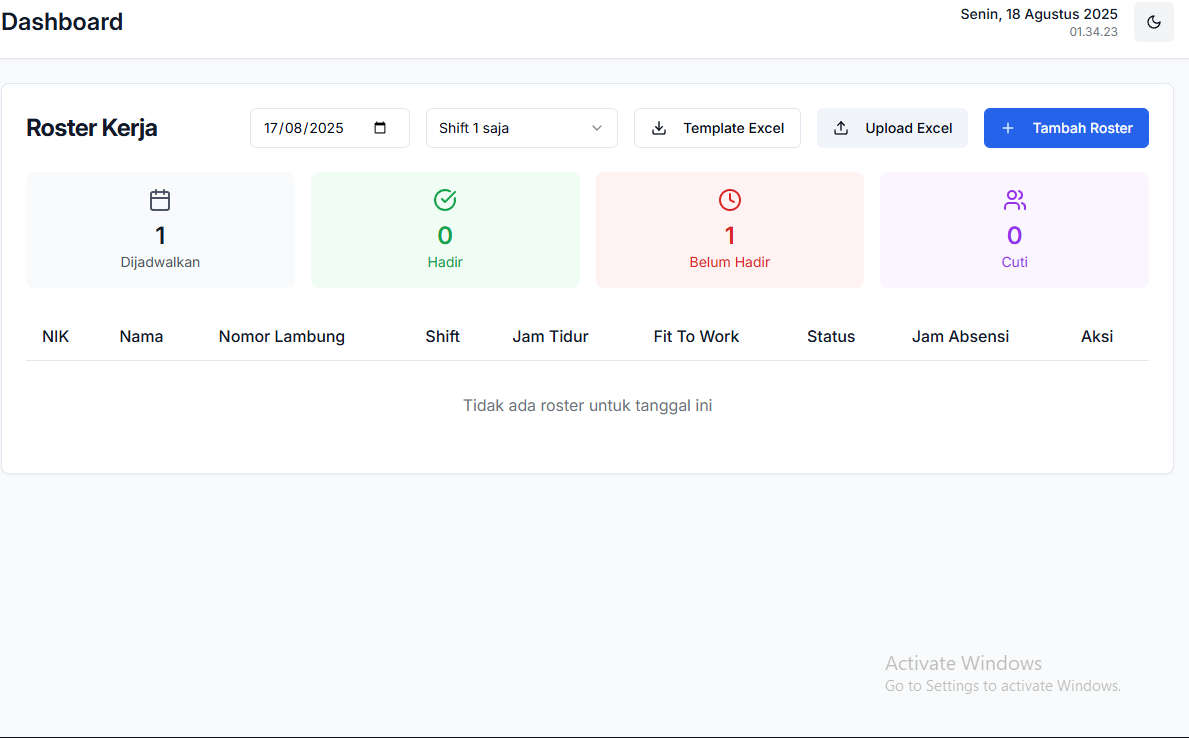 Dashboard
Senin, 18 Agustus 2025
01.34.23
Roster Kerja
17/08/2025
Shift 1 saja
Template Excel
Upload Excel
Tambah Roster
1
Dijadwalkan
0
Hadir
1
Belum Hadir
0
Cuti
NIK Nama Nomor Lambung Shift Jam Tidur Fit To Work Status Jam Absensi Aksi
Tidak ada roster untuk tanggal ini
Activate Windows
Go to Settings to activate Windows.